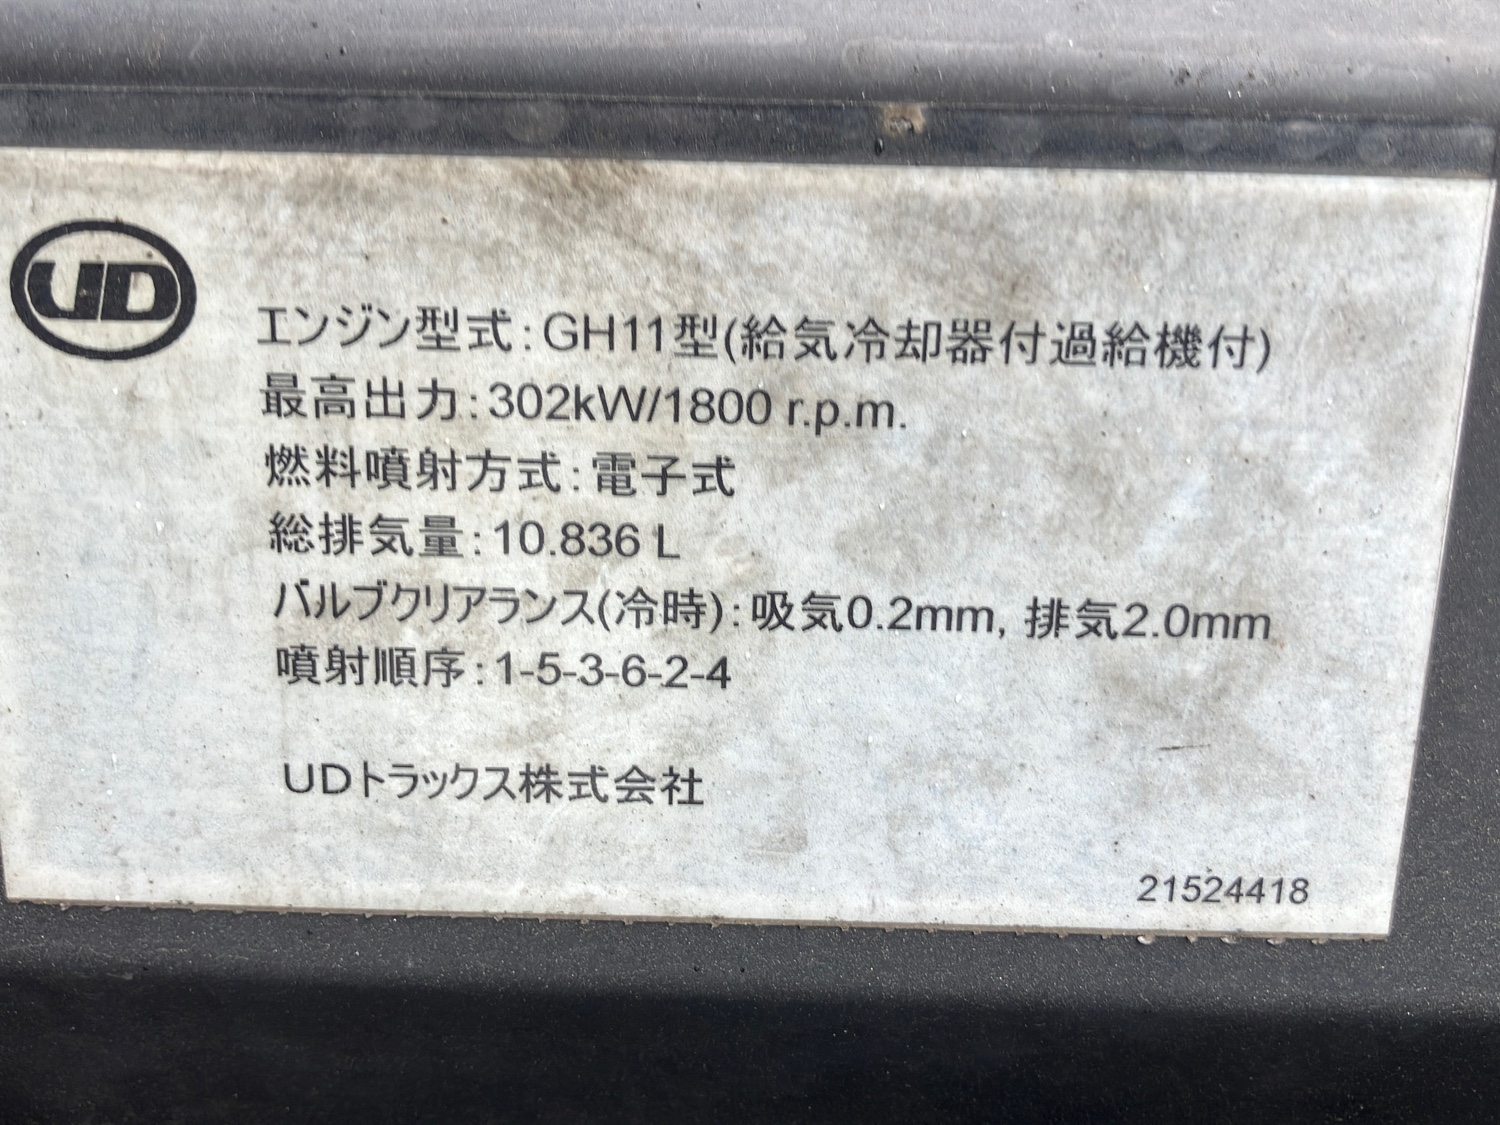 UD
エンジン型式:GH11型(給気冷却器付過給機付)
最高出力:302kW/1800 r.p.m.
燃料噴射方式:電子式
総排気量:10.836 L
バルブクリアランス(冷時):吸気0.2mm, 排気2.0mm
噴射順序:1-5-3-6-2-4
UDトラックス株式会社
21524418